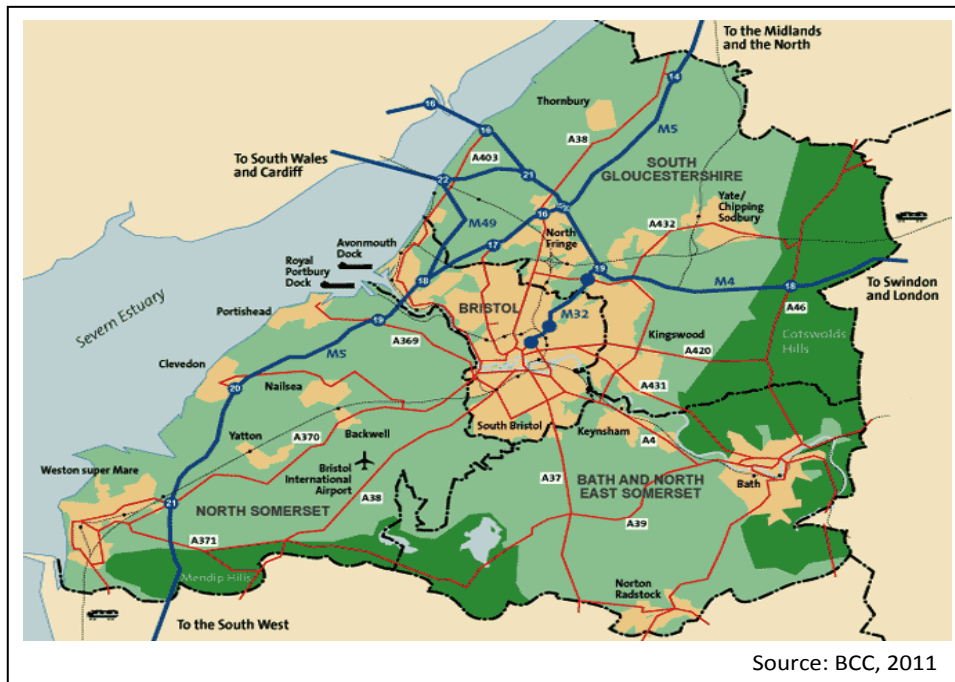 To the Midlands
and the North
14
Thornbury
16
M5
16
A38
A403
To South Wales
and Cardiff
SOUTH
GLOUCESTERSHIRE
22
21
Yate/
Chipping
Sodbury
16
A432
M49
North
Fringe
Avonmouth
Dock
17
Royal
Portbury
Dock
18
19
M4
18
To Swindon
and London
Severn Estuary
Portishead
BRISTOL
M32
A46
19
Kingswood
Cotswolds
Hills
A369
M5
A420
Clevedon
20
Nailsea
A431
South Bristol
Keynsham
A4
Yatton
A370
Backwell
Weston super Mare
Bristol
International
Airport
A37
BATH AND NORTH
EAST SOMERSET
Bath
21
NORTH SOMERSET
A38
A39
A371
Mendip Hills
Norton
Radstock
To the South West
Source: BCC, 2011